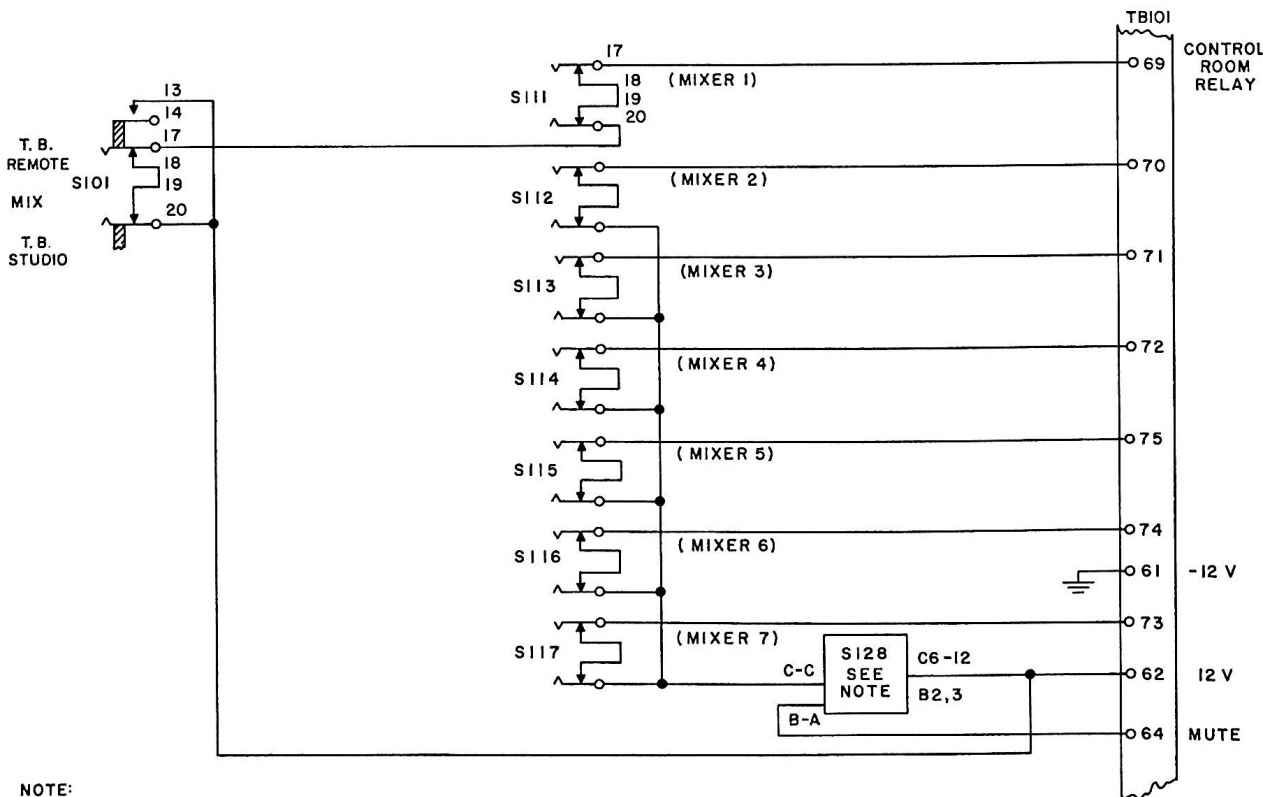 TB101
CONTROL
ROOM
RELAY
17
69
(MIXER 1)
18
S111
19
20
13
14
17
T.B.
REMOTE
18
S101
19
MIX
20
T.B.
STUDIO
70
(MIXER 2)
S112
71
(MIXER 3)
S113
72
(MIXER 4)
S114
75
(MIXER 5)
S115
74
(MIXER 6)
S116
61 -12 V
73
(MIXER 7)
S117
S128
SEE
NOTE
C-C
C6-12
B2,3
62 12 V
B-A
64 MUTE
NOTE: